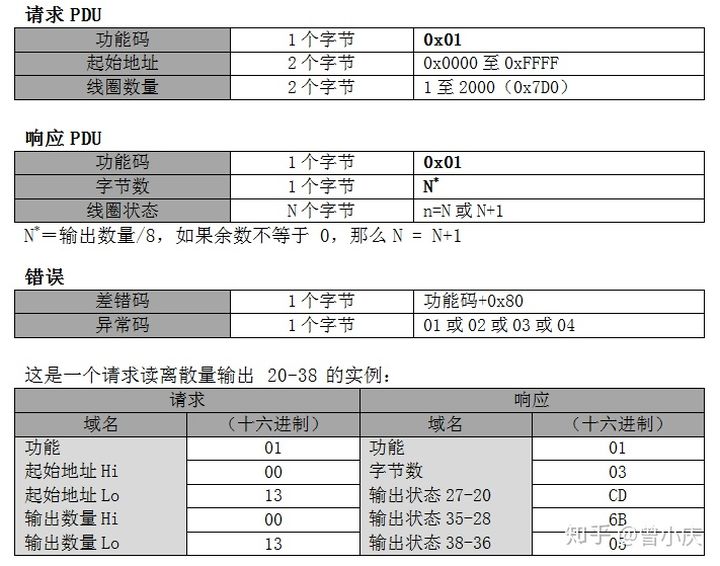 请求 PDU
功能码 1 个字节 0x01
起始地址 2 个字节 0x0000 至 0xFFFF
线圈数量 2 个字节 1 至 2000（0x7D0）
响应 PDU
功能码 1 个字节 0x01
字节数 1 个字节 N*
线圈状态 N 个字节 n=N 或 N+1
N*＝输出数量/8，如果余数不等于 0，那么 N = N+1
错误
差错码 1 个字节 功能码+0x80
异常码 1 个字节 01 或 02 或 03 或 04
这是一个请求读离散量输出 20-38 的实例：
请求 响应
域名 （十六进制） 域名 （十六进制）
功能 01 功能 01
起始地址 Hi 00 字节数 03
起始地址 Lo 13 输出状态 27-20 CD
输出数量 Hi 00 输出状态 35-28 6B
输出数量 Lo 13 输出状态 38-36 05
知乎 @曾小庆